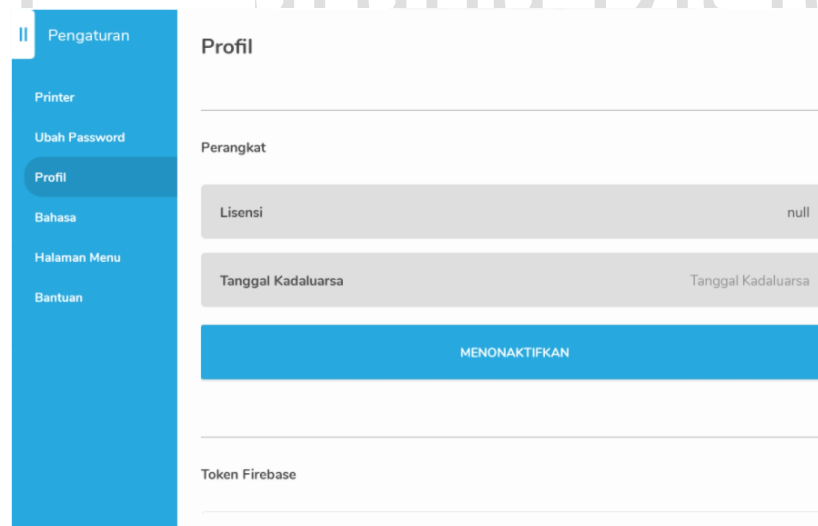 Pengaturan
Printer
Ubah Password
Profil
Bahasa
Halaman Menu
Bantuan
Profil
Perangkat
Lisensi null
Tanggal Kadaluarsa Tanggal Kadaluarsa
MENONAKTIFKAN
Token Firebase